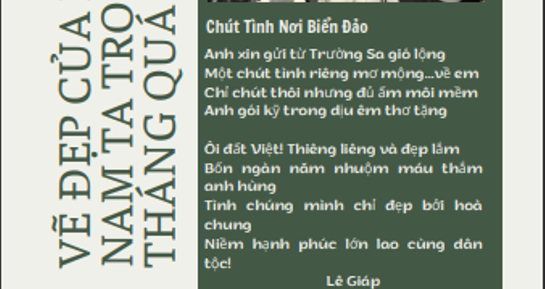 VẼ ĐẸP CỦA
NAM TA TRO
THÁNG QUÁ
Chút Tình Nơi Biển Đảo
Anh xin gửi từ Trường Sa gió lộng
Một chút tình riêng mơ mộng...về em
Chỉ chút thôi nhưng đủ ấm môi mềm
Anh gói kỹ trong dịu êm thơ tặng
Ôi đất Việt! Thiêng liêng và đẹp lắm
Bốn ngàn năm nhuộm máu thắm
anh hùng
Tình chúng mình chỉ đẹp bởi hoà
chung
Niềm hạnh phúc lớn lao cùng dân
tộc!
Lê Giáp